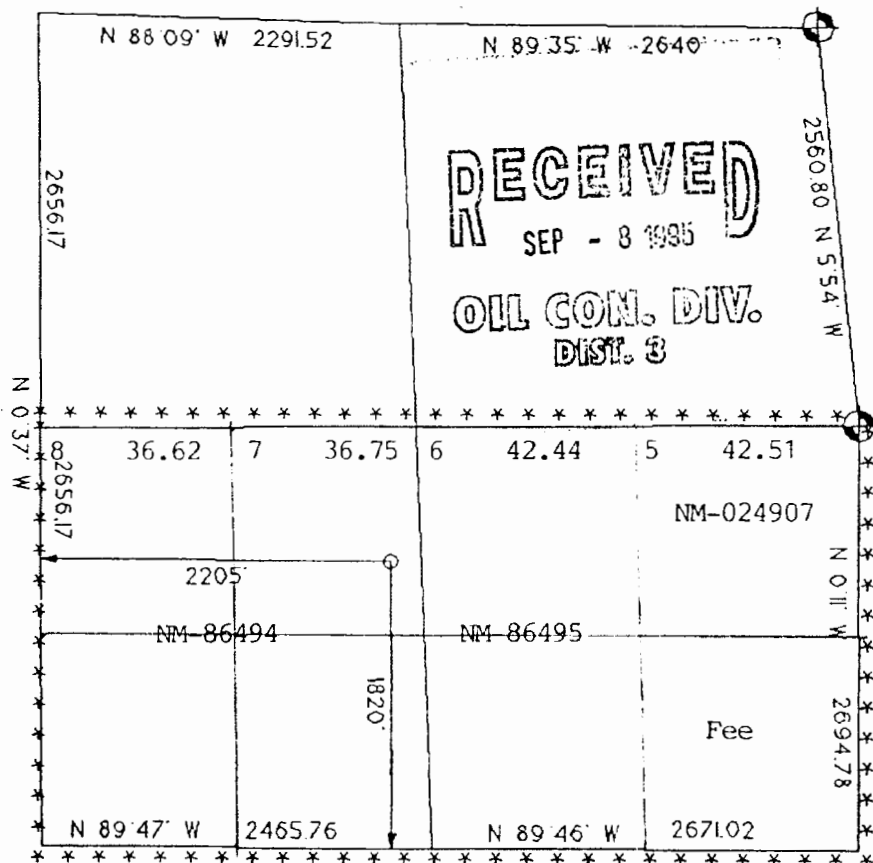 N 88°09' W 2291.52
N 89°35' W 2640
2560.80 N 5°54' W
2656.17
RECEIVED
SEP - 8 1995
OIL CON. DIV.
DIST. 3
N 0°37' W
8 36.62 7 36.75 6 42.44 5 42.51
2656.17
NM-024907
2205'
N 0°11' W
NM-86494 NM-86495
1820'
Fee
2694.78
N 89°47' W 2465.76 N 89°46' W 2671.02